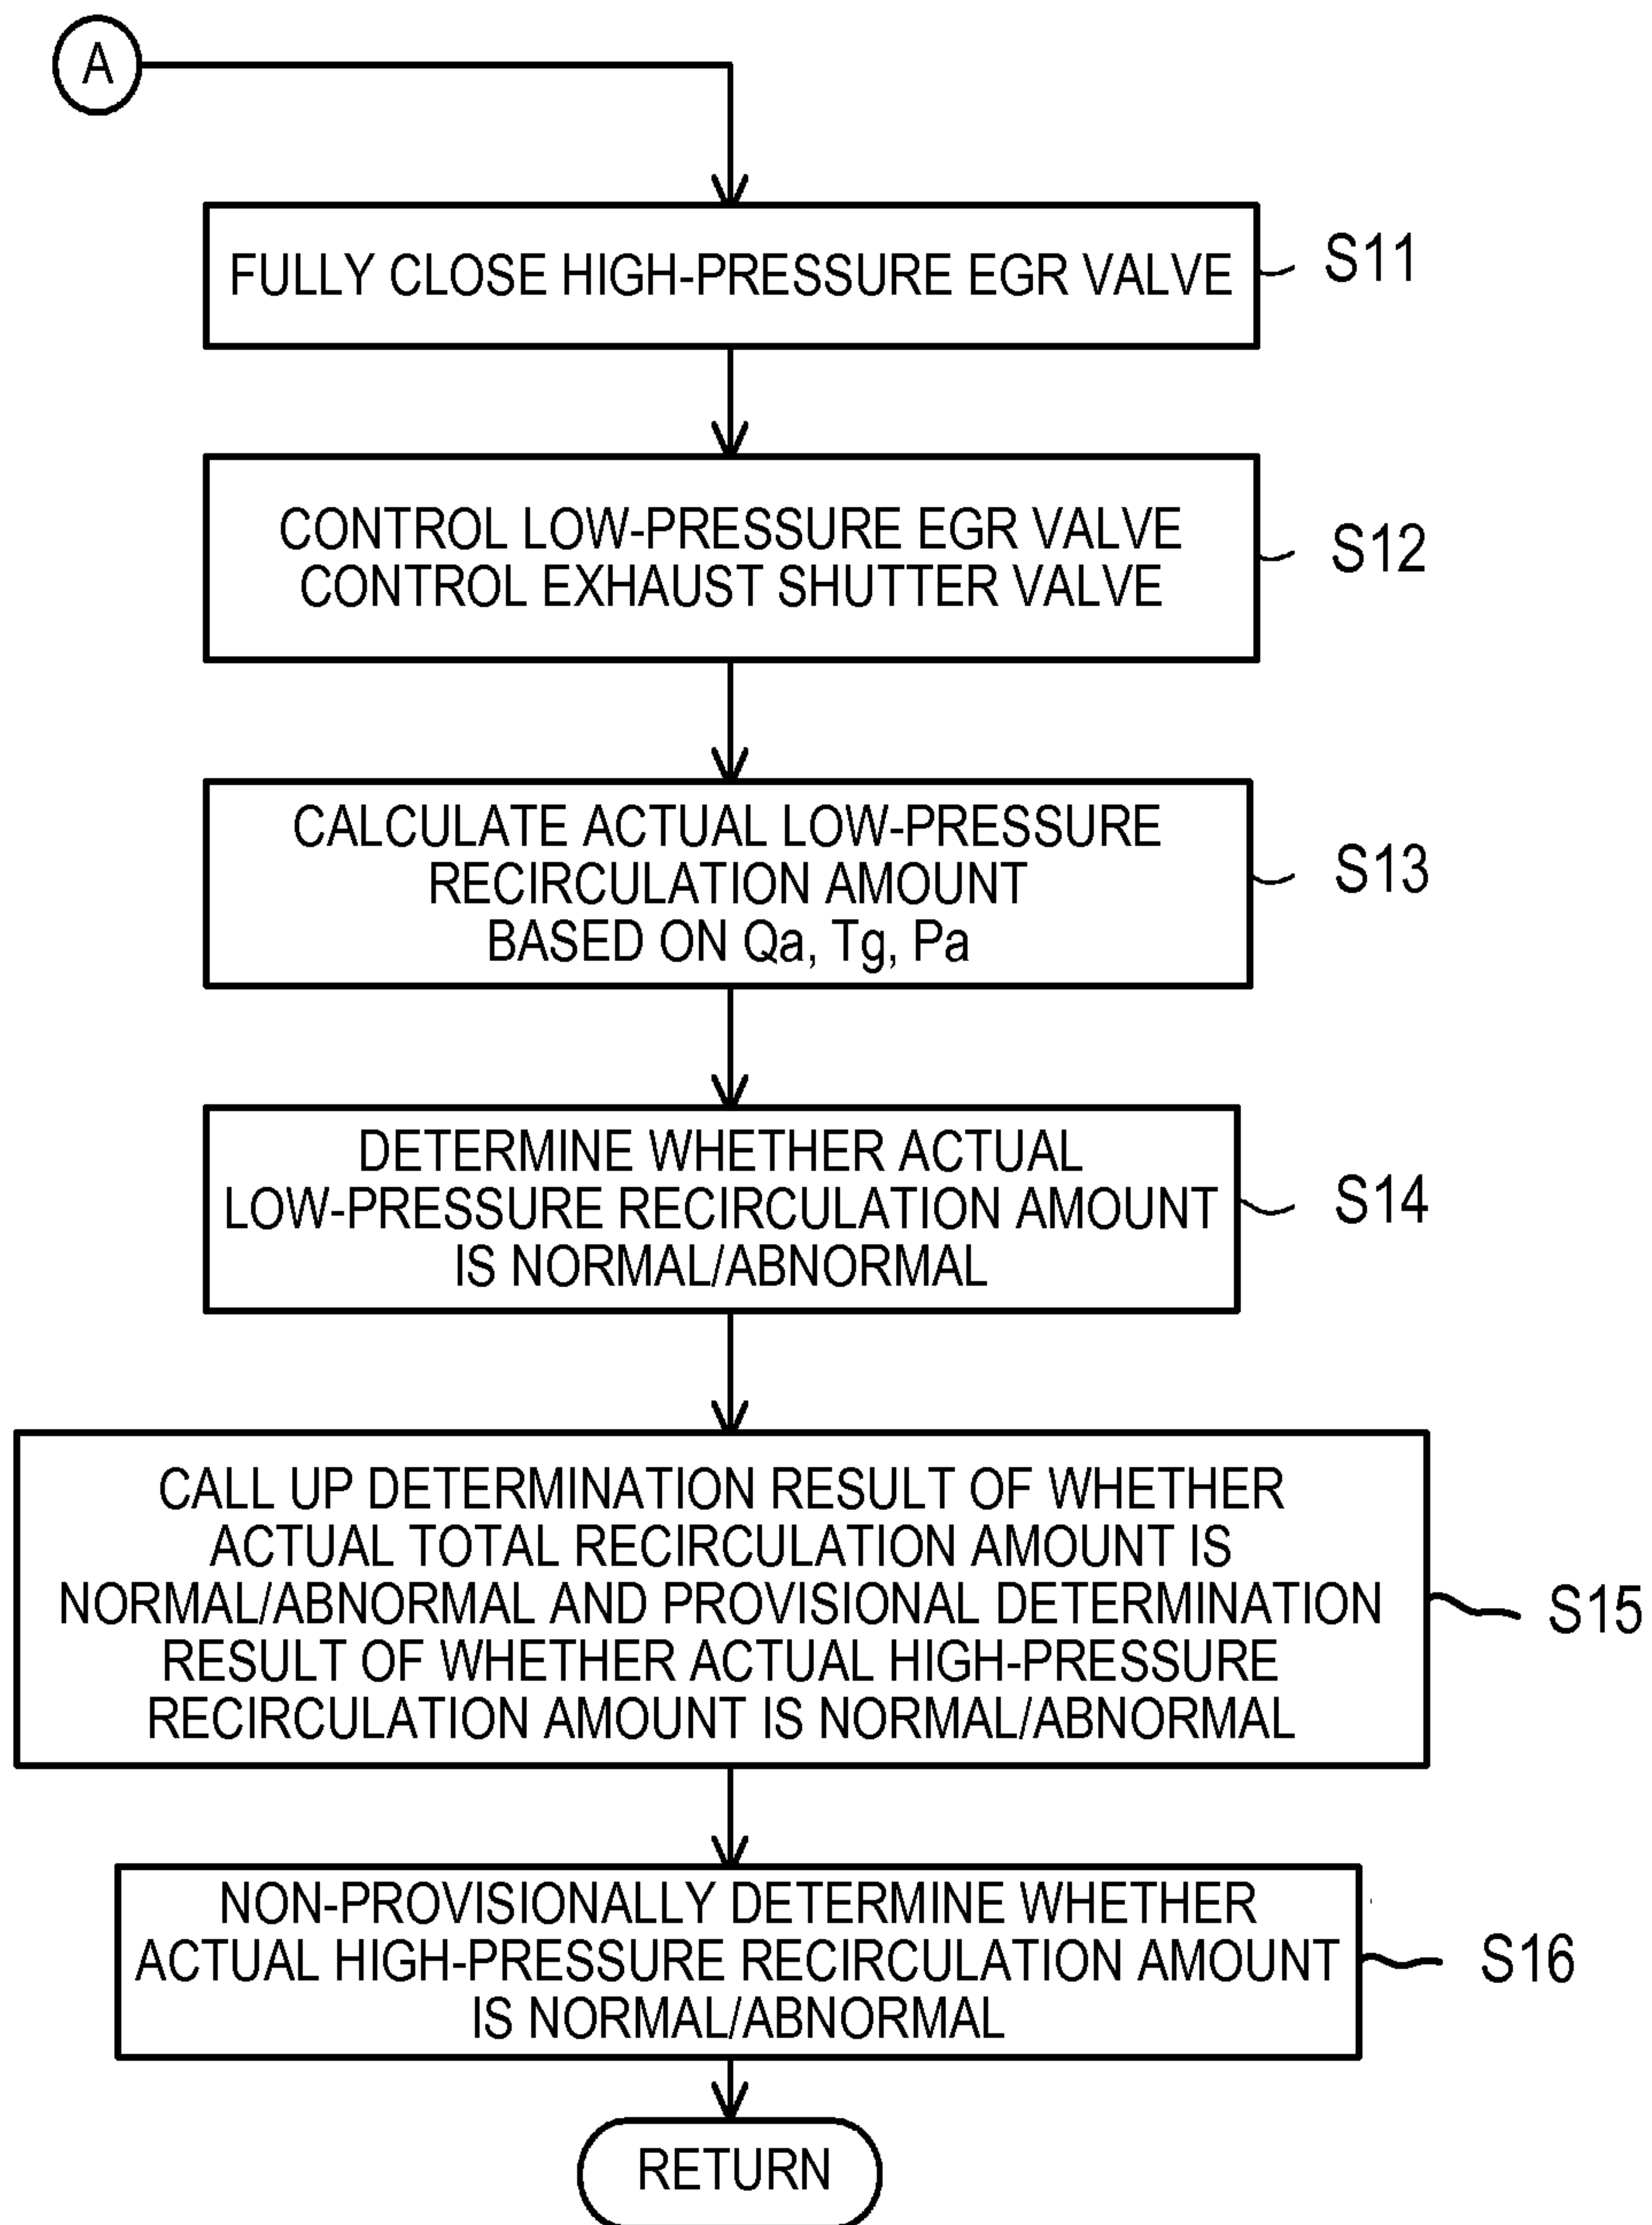 A
FULLY CLOSE HIGH-PRESSURE EGR VALVE
S11
CONTROL LOW-PRESSURE EGR VALVE
CONTROL EXHAUST SHUTTER VALVE
S12
CALCULATE ACTUAL LOW-PRESSURE
RECIRCULATION AMOUNT
BASED ON Qa, Tg, Pa
S13
DETERMINE WHETHER ACTUAL
LOW-PRESSURE RECIRCULATION AMOUNT
IS NORMAL/ABNORMAL
S14
CALL UP DETERMINATION RESULT OF WHETHER
ACTUAL TOTAL RECIRCULATION AMOUNT IS
NORMAL/ABNORMAL AND PROVISIONAL DETERMINATION
RESULT OF WHETHER ACTUAL HIGH-PRESSURE
RECIRCULATION AMOUNT IS NORMAL/ABNORMAL
S15
NON-PROVISIONALLY DETERMINE WHETHER
ACTUAL HIGH-PRESSURE RECIRCULATION AMOUNT
IS NORMAL/ABNORMAL
S16
RETURN